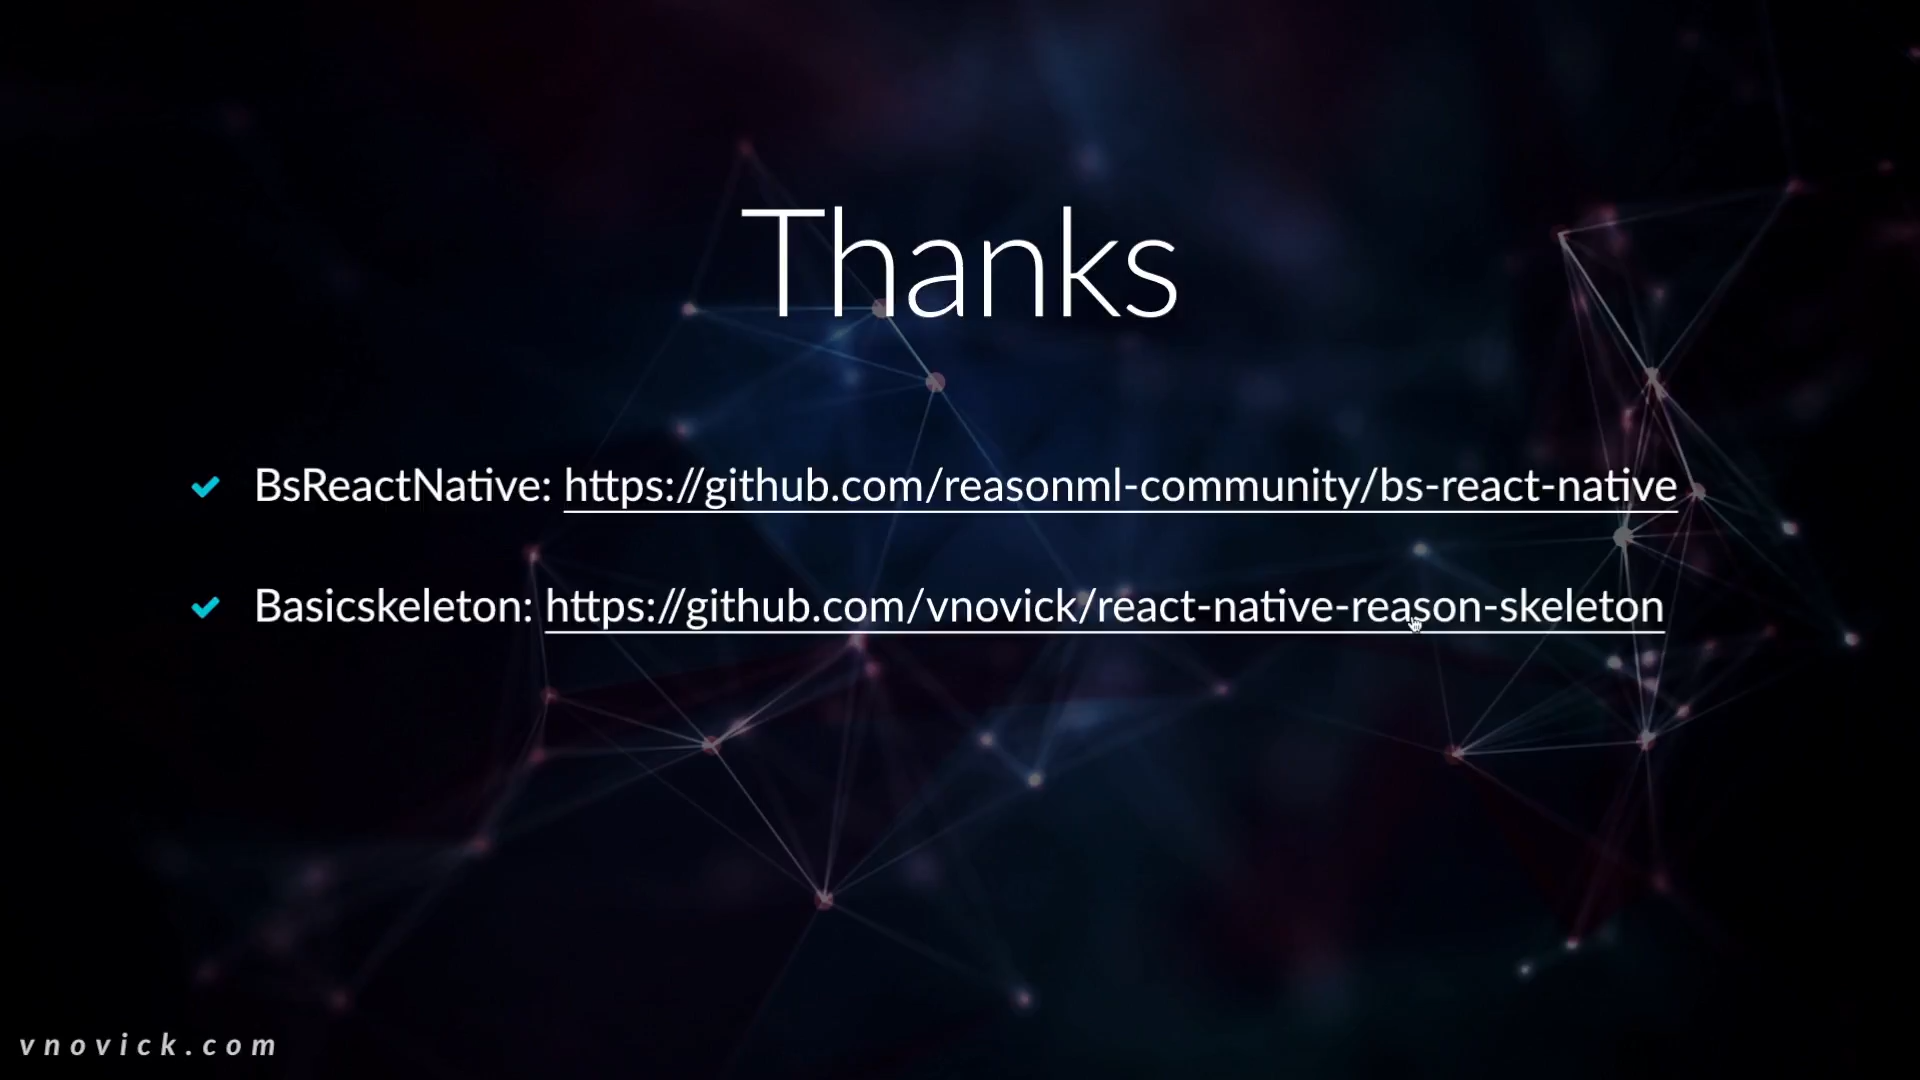 Thanks
BsReactNative: https://github.com/reasonml-community/bs-react-native
Basicskeleton: https://github.com/vnovick/react-native-reason-skeleton
vnovick.com